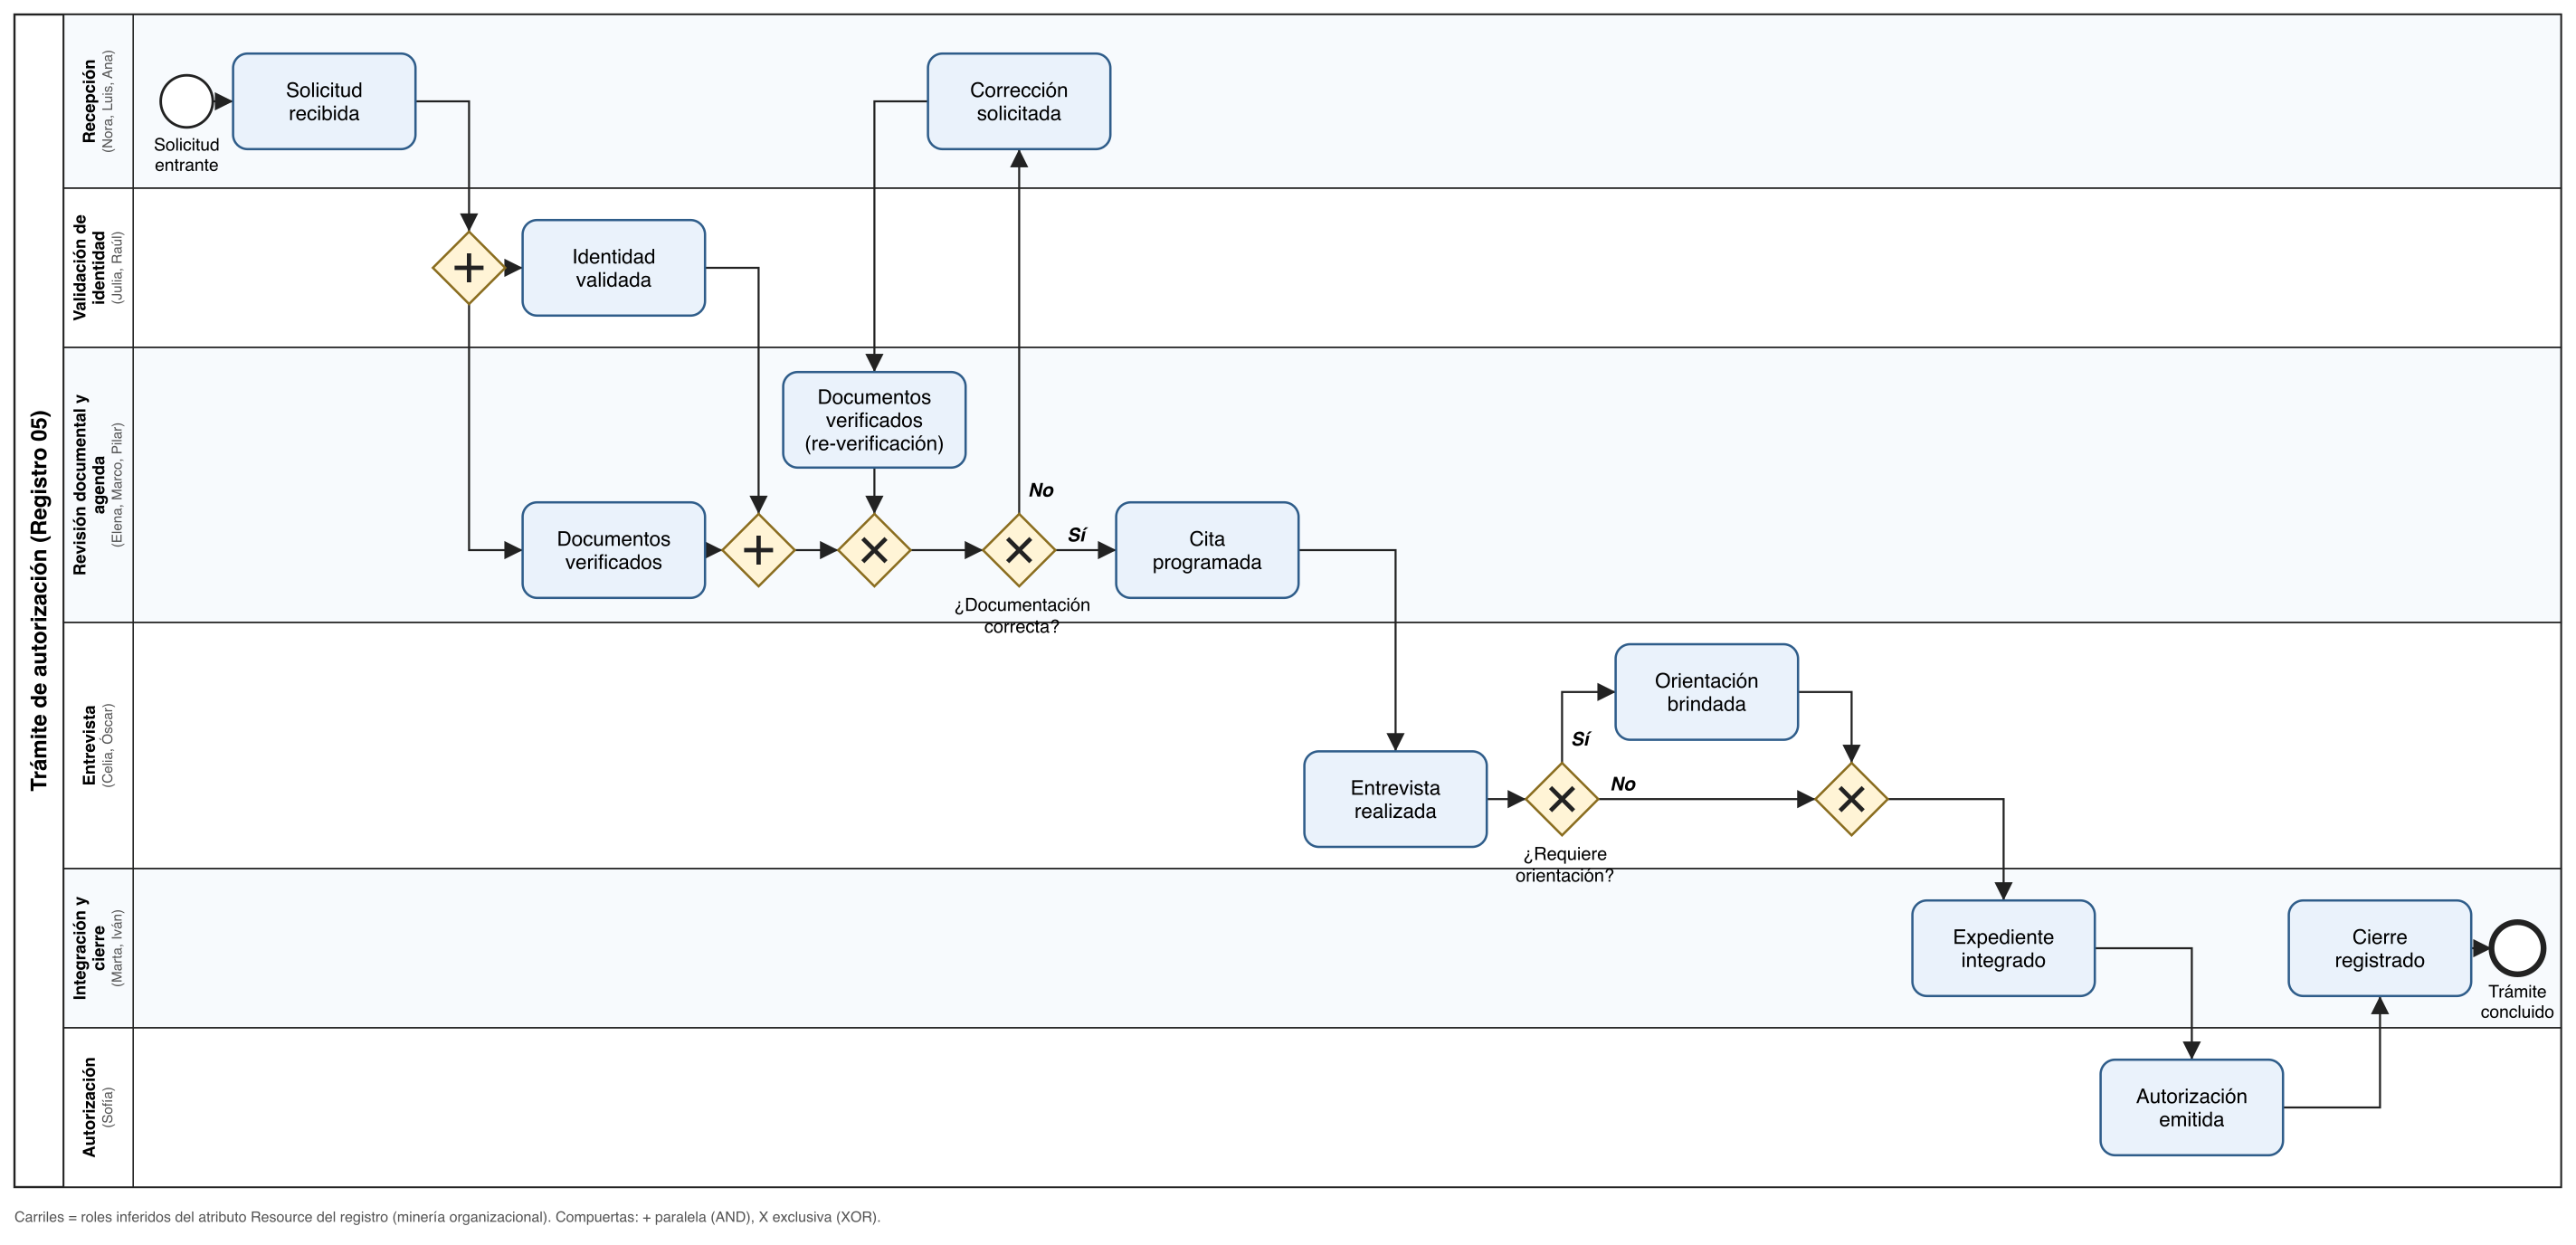 Trámite de autorización (Registro 05)
Recepción
(Nora, Luis, Ana)
Solicitud
entrante
Solicitud
recibida
Corrección
solicitada
Validación de
identidad
(Julia, Raúl)
Identidad
validada
Revisión documental y
agenda
(Elena, Marco, Pilar)
Documentos
verificados
(re-verificación)
Documentos
verificados
No
Sí
¿Documentación
correcta?
Cita
programada
Entrevista
(Celia, Óscar)
Entrevista
realizada
Orientación
brindada
Sí
No
¿Requiere
orientación?
Integración y
cierre
(Marta, Iván)
Expediente
integrado
Cierre
registrado
Trámite
concluido
Autorización
(Sofía)
Autorización
emitida
Carriles = roles inferidos del atributo Resource del registro (minería organizacional). Compuertas: + paralela (AND), X exclusiva (XOR).